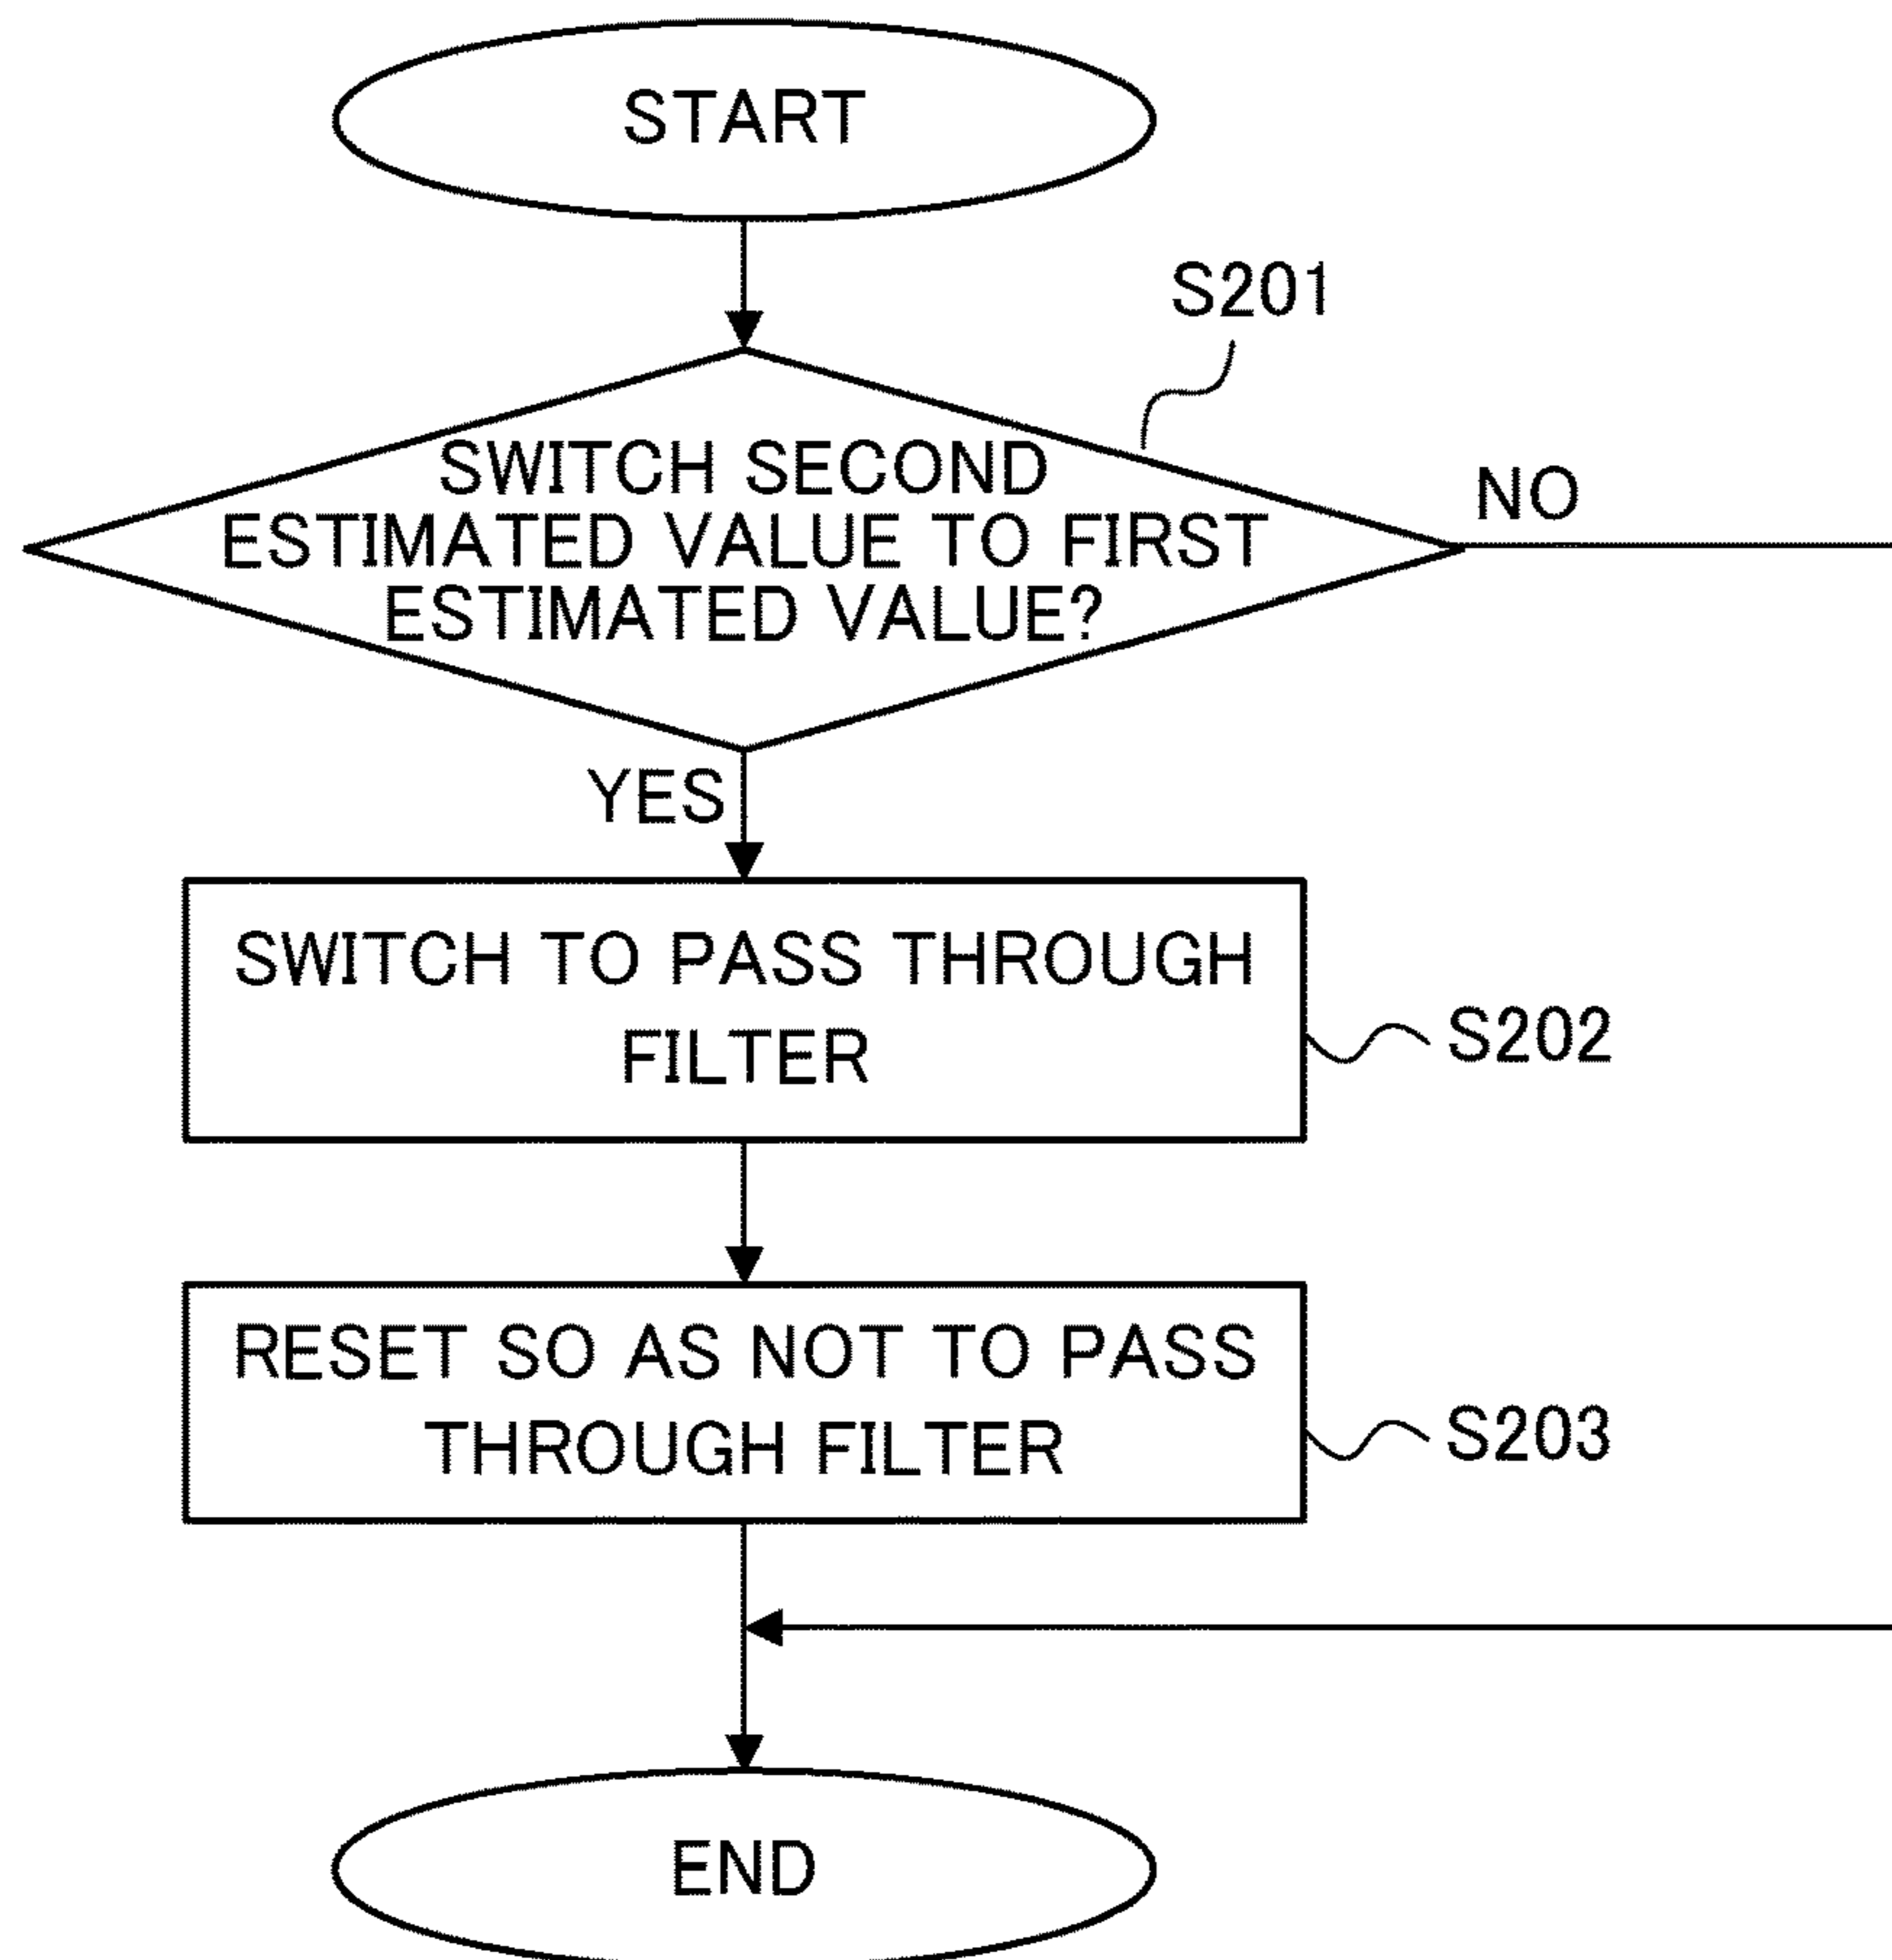 START
S201
SWITCH SECOND
ESTIMATED VALUE TO FIRST
ESTIMATED VALUE?
NO
YES
SWITCH TO PASS THROUGH
FILTER
S202
RESET SO AS NOT TO PASS
THROUGH FILTER
S203
END